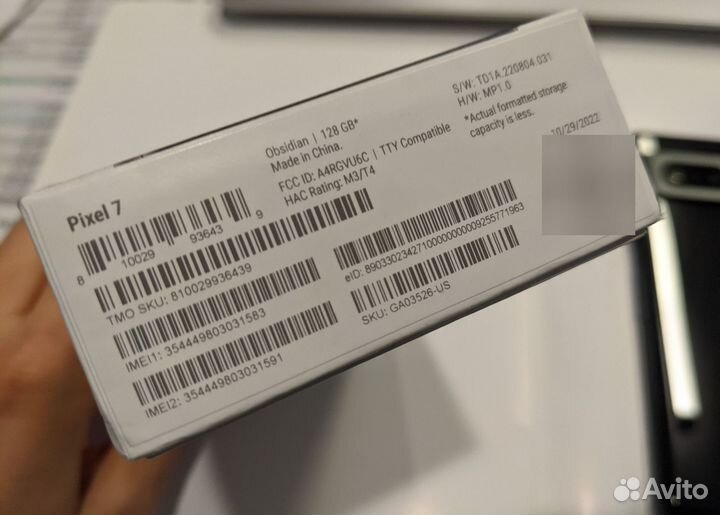 Pixel 7
Obsidian | 128 GB*
Made in China.
FCC ID: A4RGVU6C | TTY Compatible
HAC Rating: M3/T4
S/W: TD1A.220804.031
H/W: MP1.0
*Actual formatted storage
capacity is less.
10/29/2022
8 10029 93643 9
TMO SKU: 810029936439
IMEI1: 354449803031583
IMEI2: 354449803031591
eID: 89033023427100000000009255771963
SKU: GA03526-US
Avito